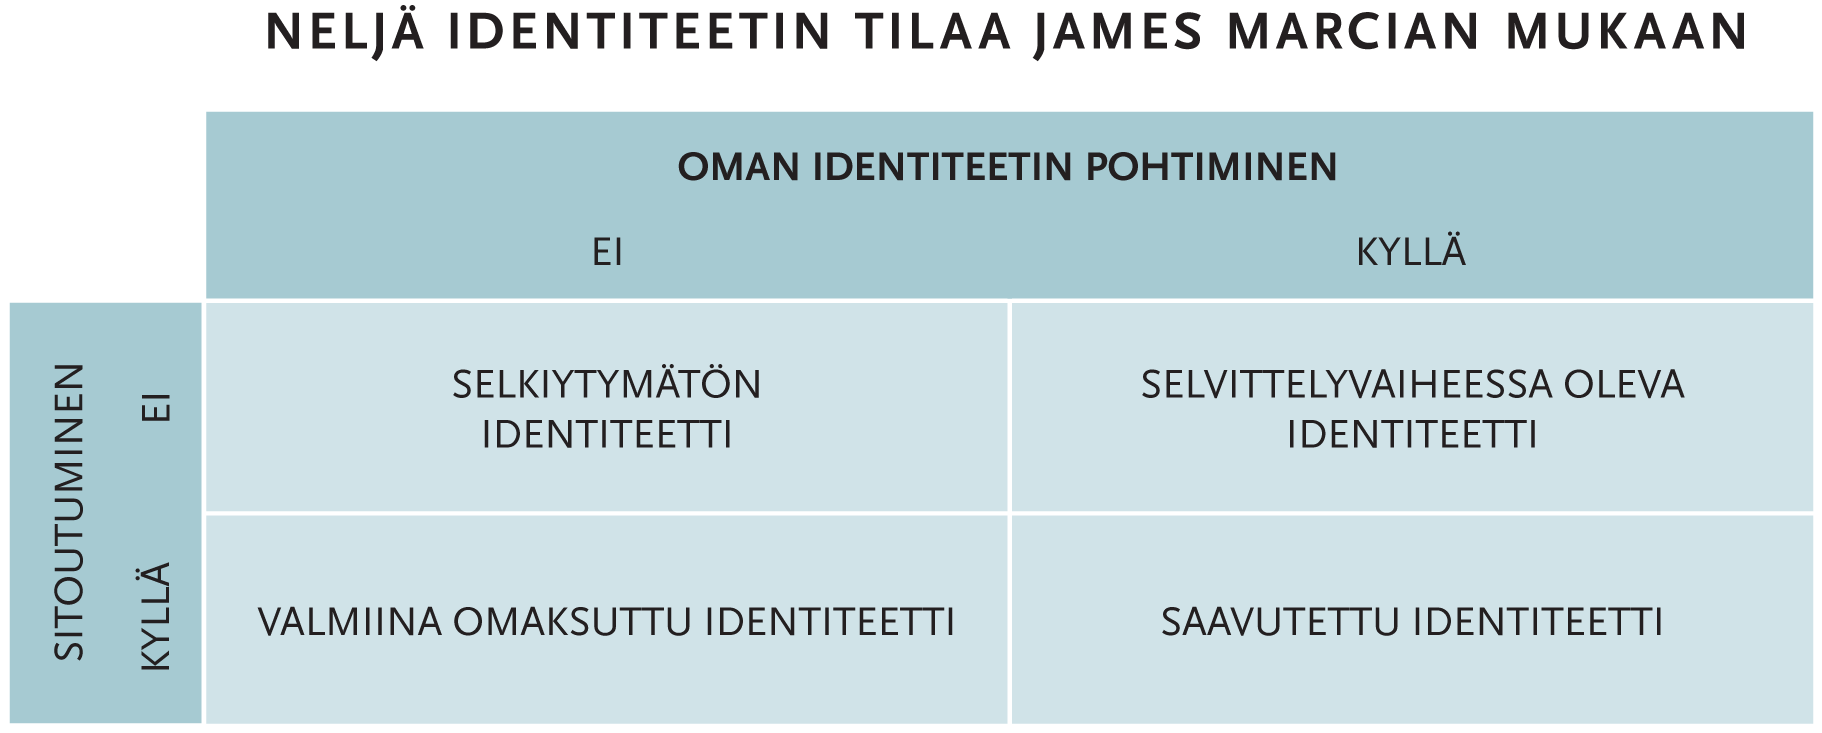 NELJÄ IDENTITEETIN TILAA JAMES MARCIAN MUKAAN
OMAN IDENTITEETIN POHTIMINEN
EI
KYLLÄ
SITOUTUMINEN
EI
SELKIYTYMÄTÖN
IDENTITEETTI
SELVITTELYVAIHEESSA OLEVA
IDENTITEETTI
KYLLÄ
VALMIINA OMAKSUTTU IDENTITEETTI
SAAVUTETTU IDENTITEETTI